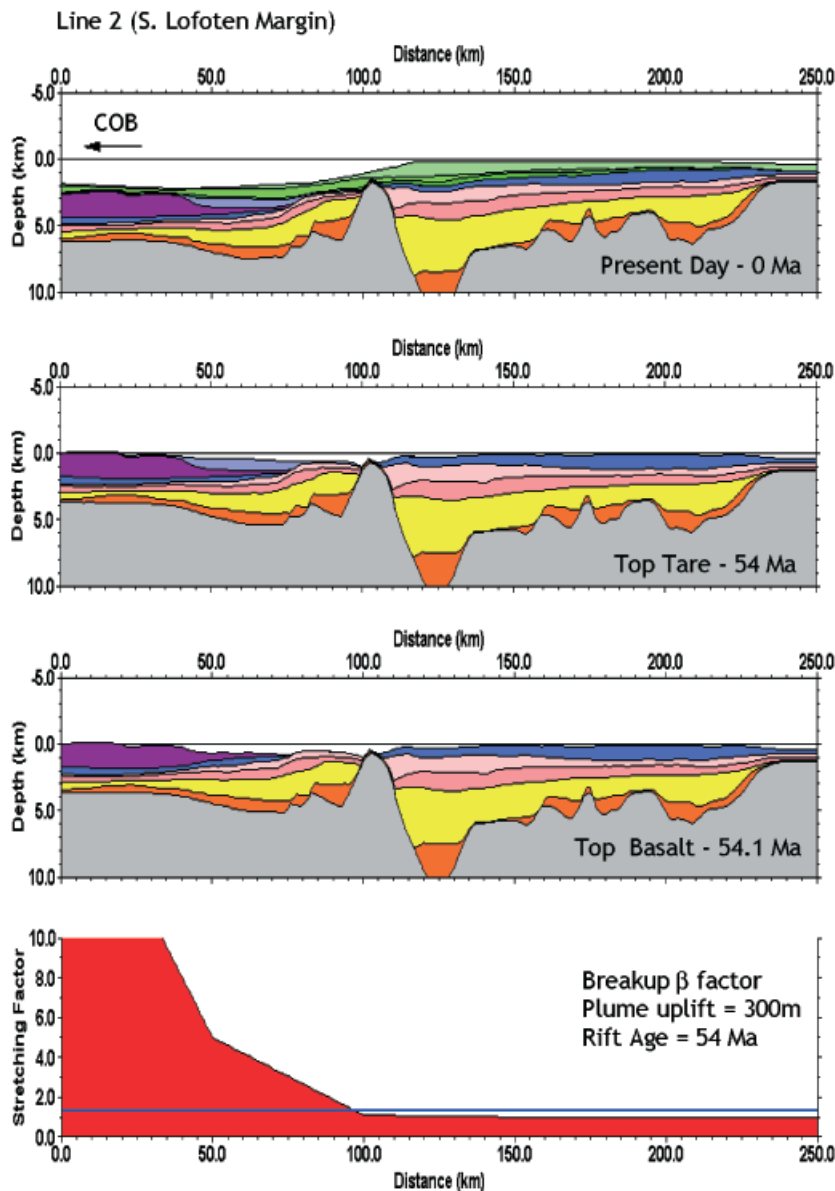 Line 2 (S. Lofoten Margin)
Distance (km)
0.0 50.0 100.0 150.0 200.0 250.0
-5.0
COB
0.0
Depth (km)
5.0
Present Day - 0 Ma
10.0
Distance (km)
0.0 50.0 100.0 150.0 200.0 250.0
-5.0
0.0
Depth (km)
5.0
Top Tare - 54 Ma
10.0
Distance (km)
0.0 50.0 100.0 150.0 200.0 250.0
-5.0
0.0
Depth (km)
5.0
Top Basalt - 54.1 Ma
10.0
10.0
8.0
6.0
4.0
2.0
0.0
Stretching Factor
Breakup β factor
Plume uplift = 300m
Rift Age = 54 Ma
0.0 50.0 100.0 150.0 200.0 250.0
Distance (km)